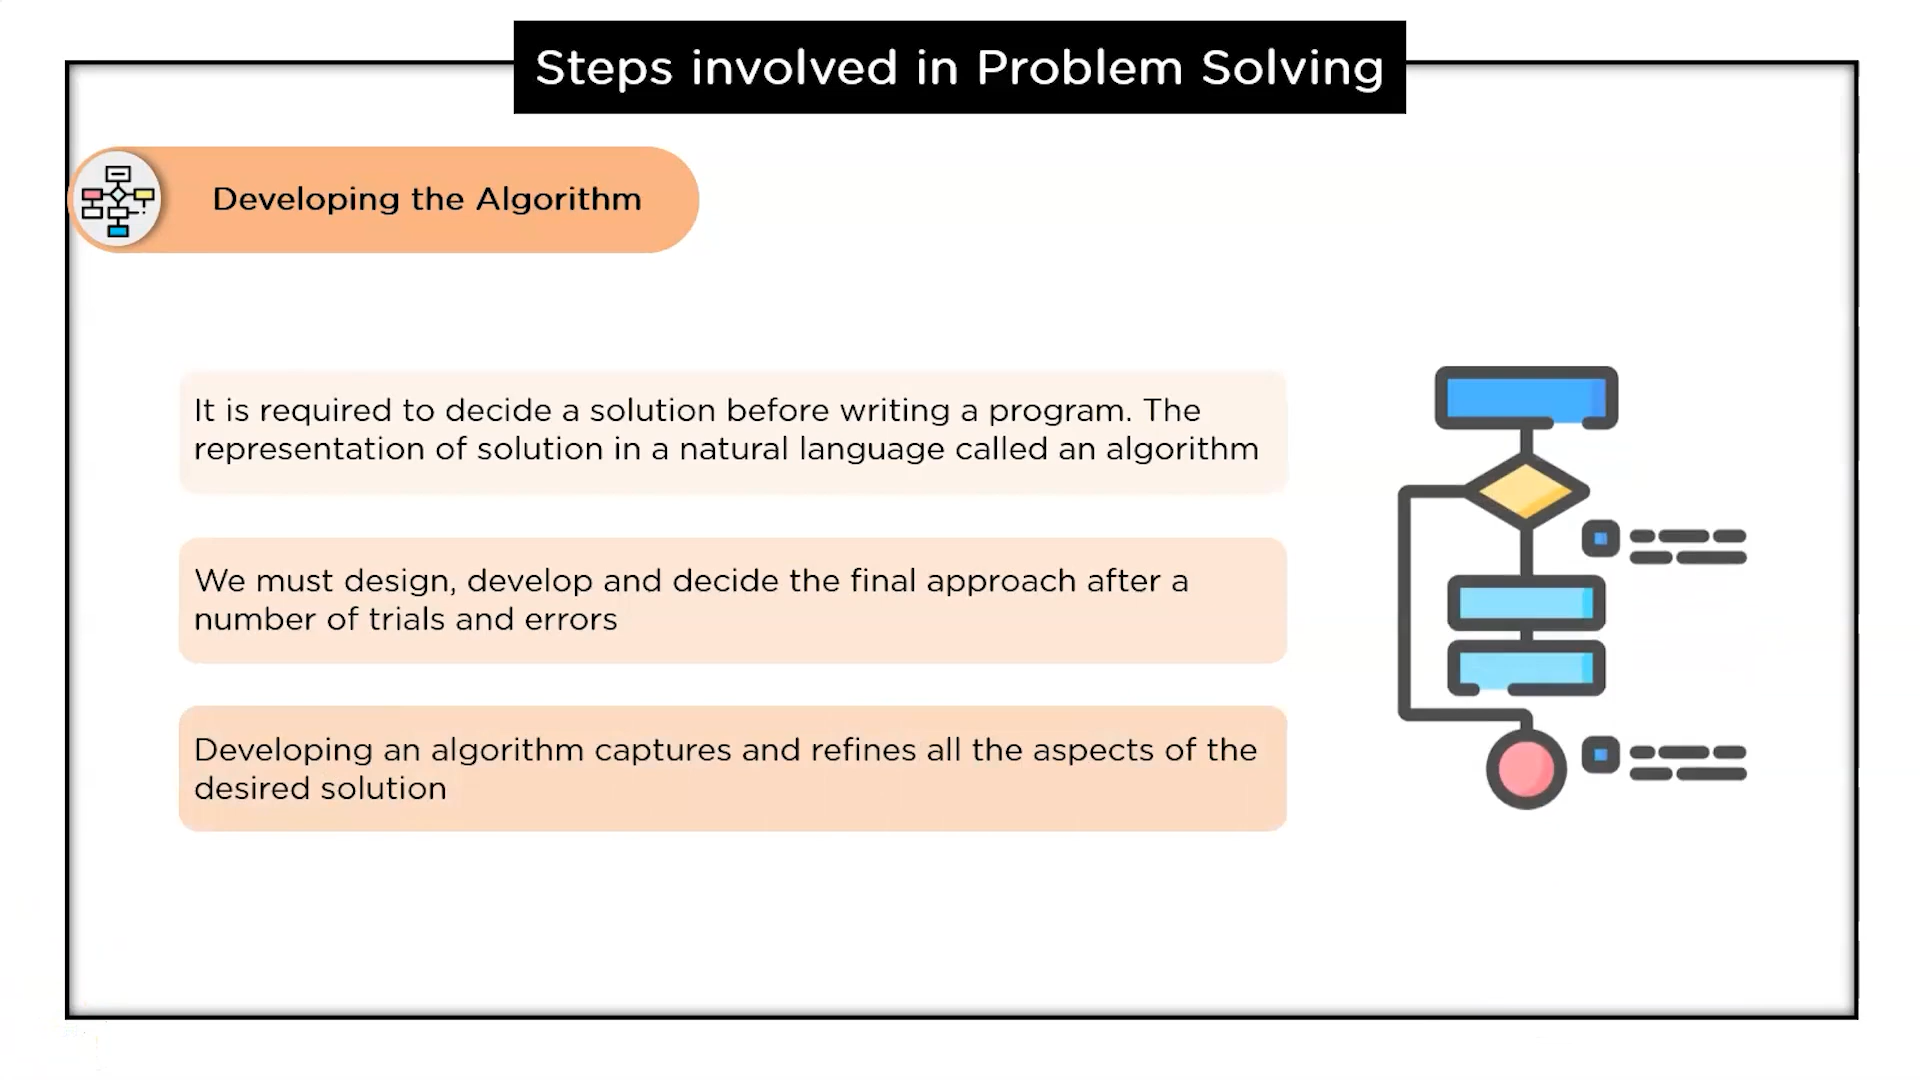 Steps involved in Problem Solving
Developing the Algorithm
It is required to decide a solution before writing a program. The
representation of solution in a natural language called an algorithm
We must design, develop and decide the final approach after a
number of trials and errors
Developing an algorithm captures and refines all the aspects of the
desired solution